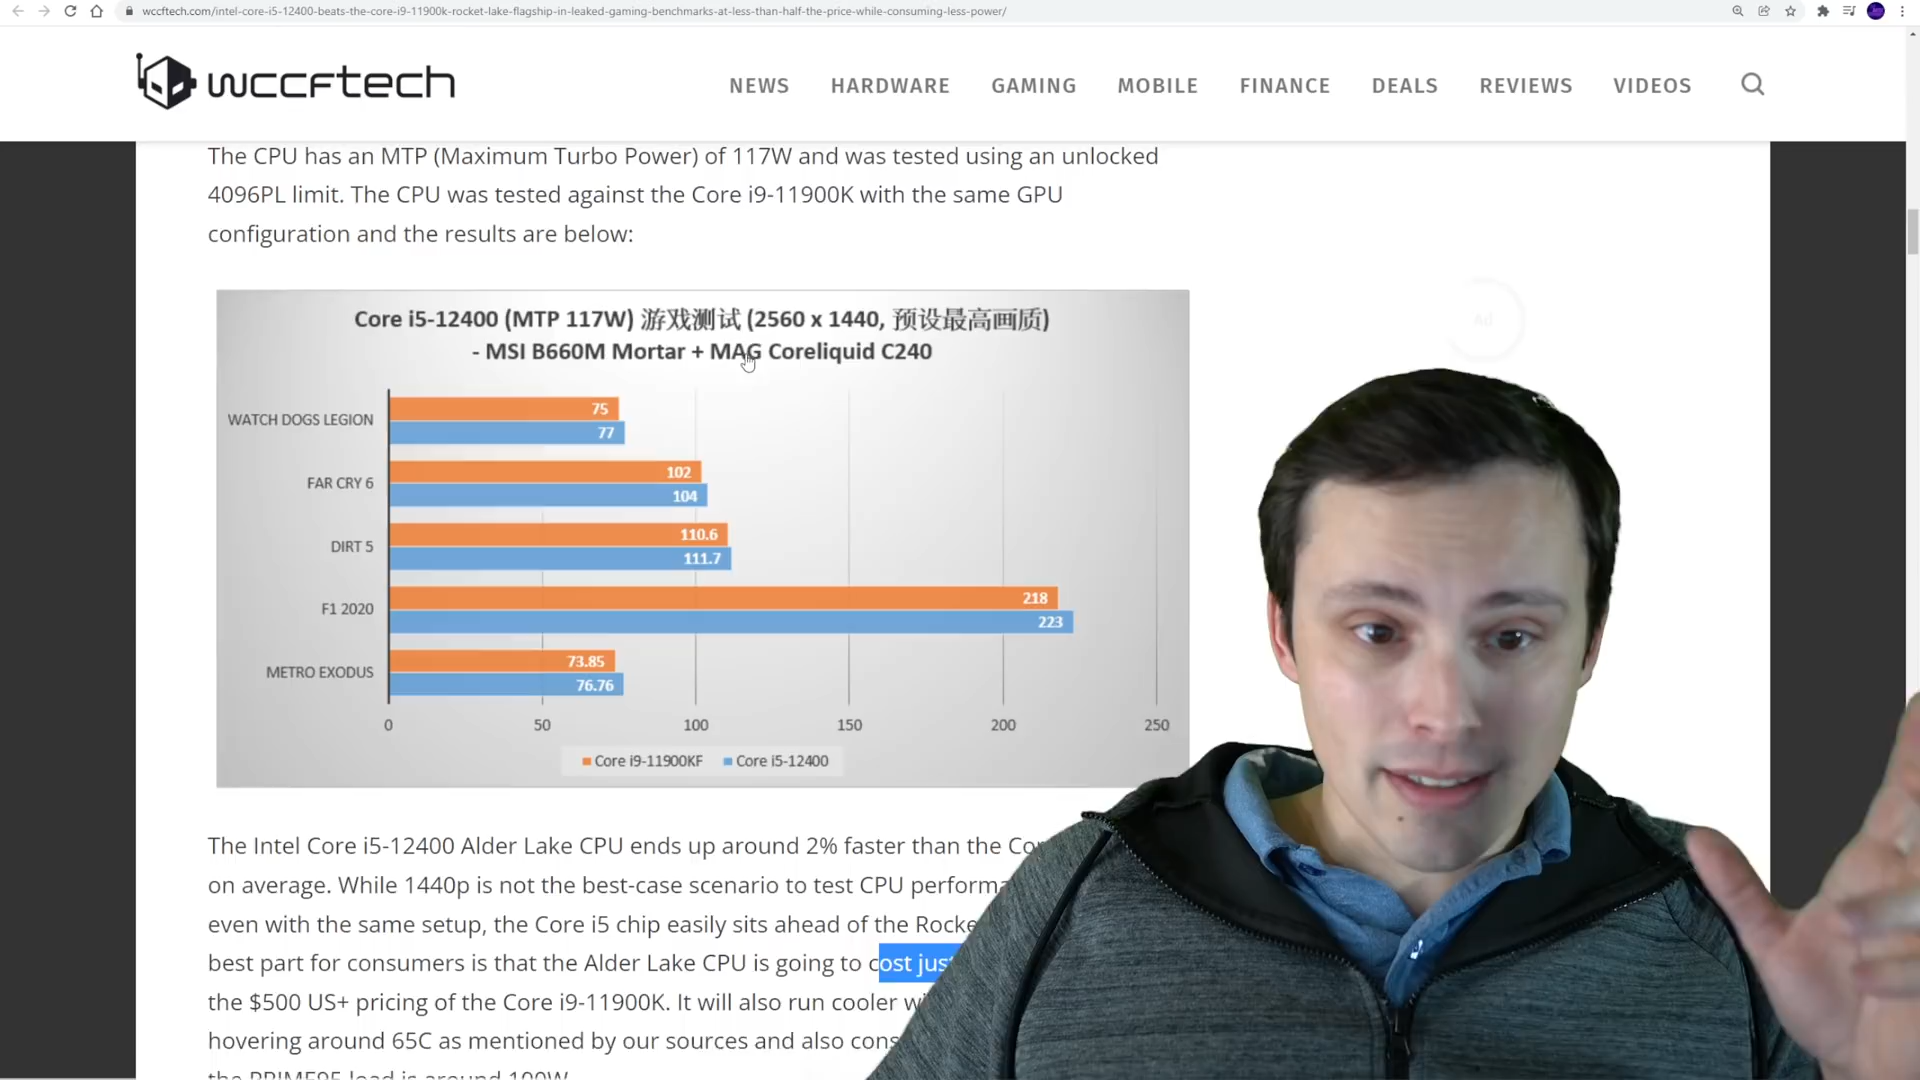 wccftech.com/intel-core-i5-12400-beats-the-core-i9-11900k-rocket-lake-flagship-in-leaked-gaming-benchmarks-at-less-than-half-the-price-while-consuming-less-power/
wccftech
NEWS HARDWARE GAMING MOBILE FINANCE DEALS REVIEWS VIDEOS
The CPU has an MTP (Maximum Turbo Power) of 117W and was tested using an unlocked
4096PL limit. The CPU was tested against the Core i9-11900K with the same GPU
configuration and the results are below:
Ad
Core i5-12400 (MTP 117W) 游戏测试 (2560 x 1440, 预设最高画质)
- MSI B660M Mortar + MAG Coreliquid C240
WATCH DOGS LEGION 75
77
FAR CRY 6 102
104
DIRT 5 110.6
111.7
F1 2020 218
223
METRO EXODUS 73.85
76.76
0 50 100 150 200 250
Core i9-11900KF Core i5-12400
The Intel Core i5-12400 Alder Lake CPU ends up around 2% faster than the
on average. While 1440p is not the best-case scenario to test CPU
even with the same setup, the Core i5 chip easily sits ahead of the
best part for consumers is that the Alder Lake CPU is going to cost just
the $500 US+ pricing of the Core i9-11900K. It will also run cooler
hovering around 65C as mentioned by our sources and also
the PRIME95 load is around 100W